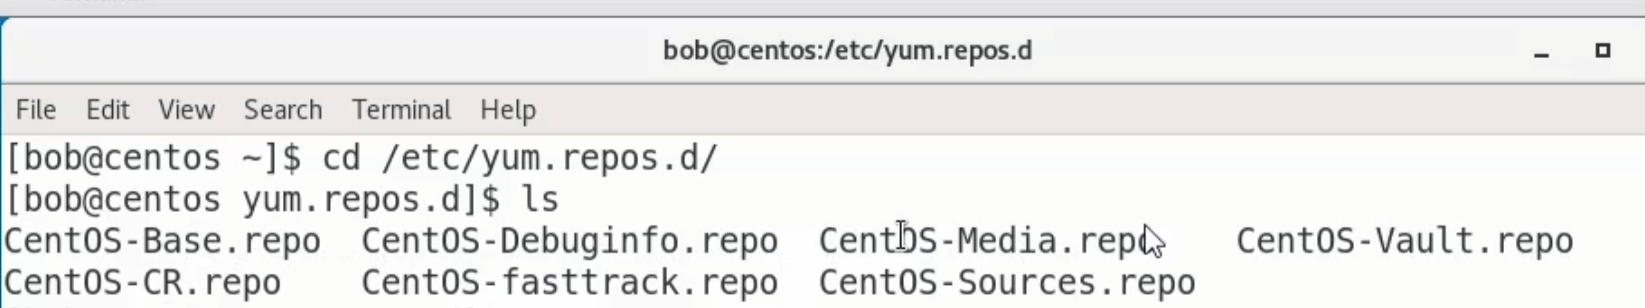 bob@centos:/etc/yum.repos.d
File Edit View Search Terminal Help
[bob@centos ~]$ cd /etc/yum.repos.d/
[bob@centos yum.repos.d]$ ls
CentOS-Base.repo CentOS-Debuginfo.repo CentOS-Media.repo CentOS-Vault.repo
CentOS-CR.repo CentOS-fasttrack.repo CentOS-Sources.repo